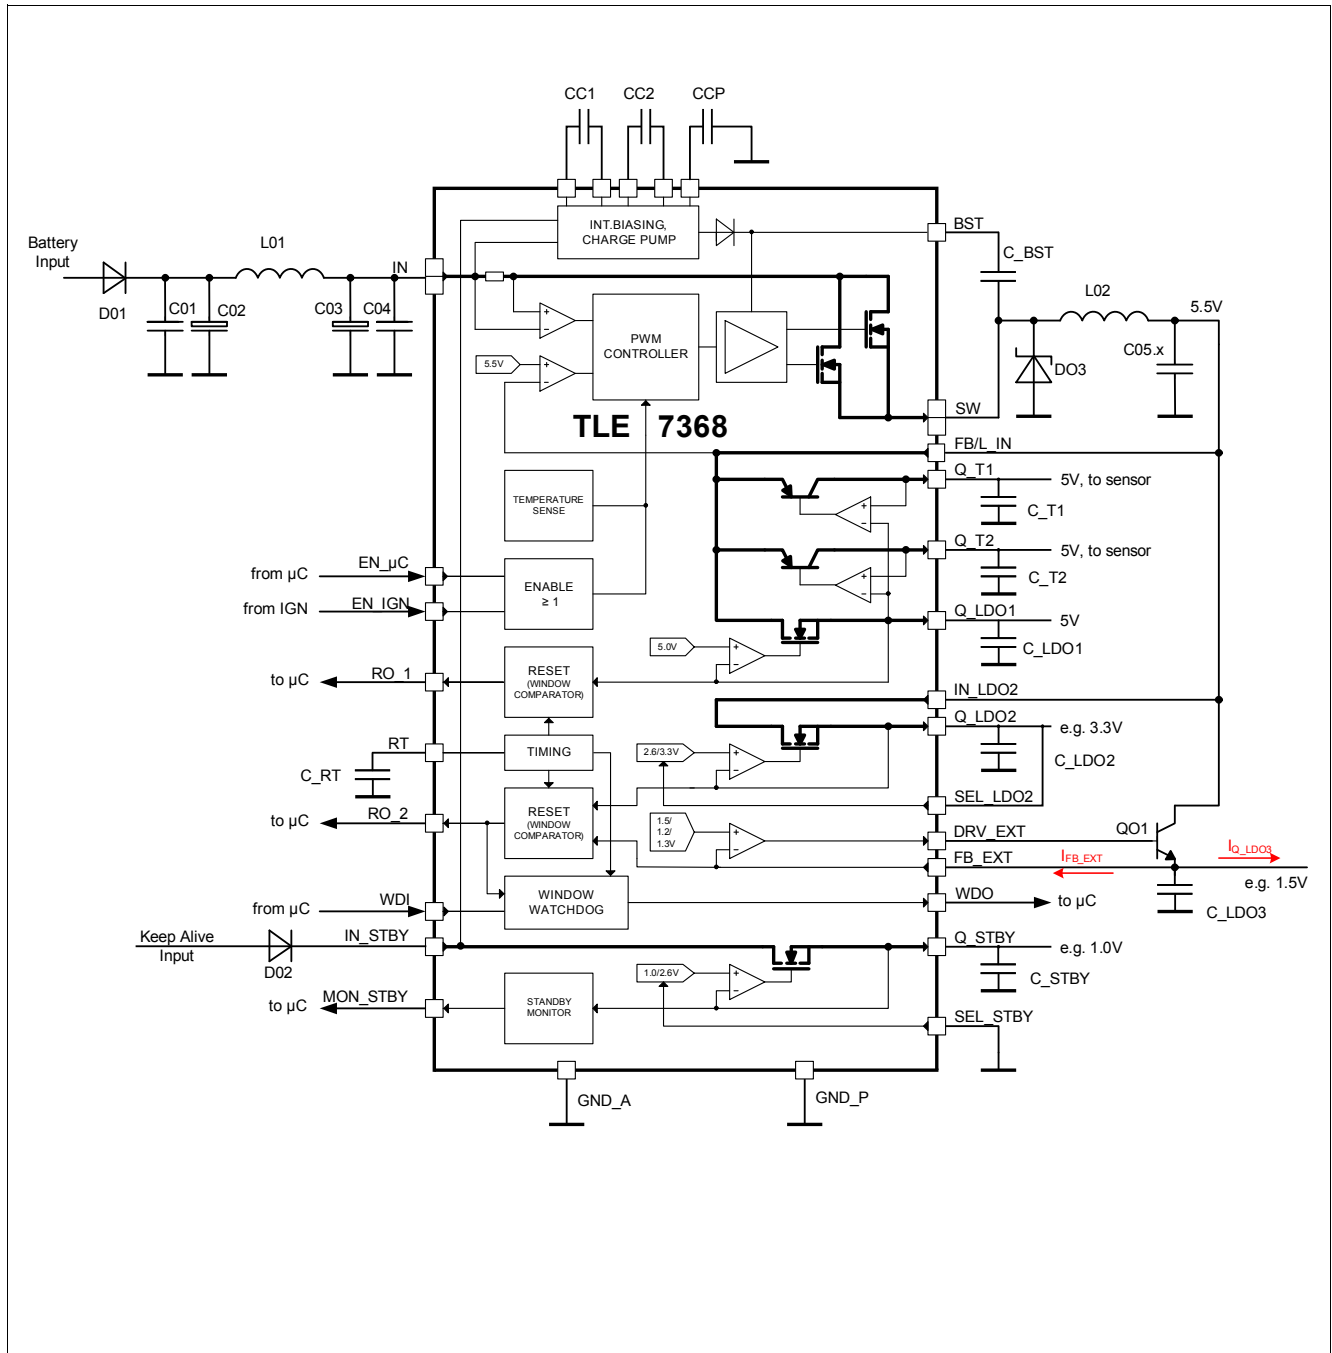 CC1 CC2 CCP
INT.BIASING,
CHARGE PUMP
BST
C_BST
Battery
Input
L01
IN
D01
C01
C02
C03
C04
L02
5.5V
PWM
CONTROLLER
5.5V
DO3
C05.x
SW
TLE 7368
FB/L_IN
Q_T1
5V, to sensor
C_T1
TEMPERATURE
SENSE
Q_T2
5V, to sensor
C_T2
from µC
EN_µC
ENABLE
≥ 1
from IGN
EN_IGN
Q_LDO1
5V
C_LDO1
5.0V
to µC
RO_1
RESET
(WINDOW
COMPARATOR)
IN_LDO2
Q_LDO2
e.g. 3.3V
C_LDO2
RT
C_RT
TIMING
2.6/3.3V
SEL_LDO2
to µC
RO_2
RESET
(WINDOW
COMPARATOR)
1.5/
1.2/
1.3V
DRV_EXT
QO1
FB_EXT
I_FB_EXT
I_Q_LDO3
e.g. 1.5V
C_LDO3
from µC
WDI
WINDOW
WATCHDOG
WDO
to µC
Keep Alive
Input
D02
IN_STBY
Q_STBY
e.g. 1.0V
C_STBY
1.0/2.6V
to µC
MON_STBY
STANDBY
MONITOR
SEL_STBY
GND_A
GND_P